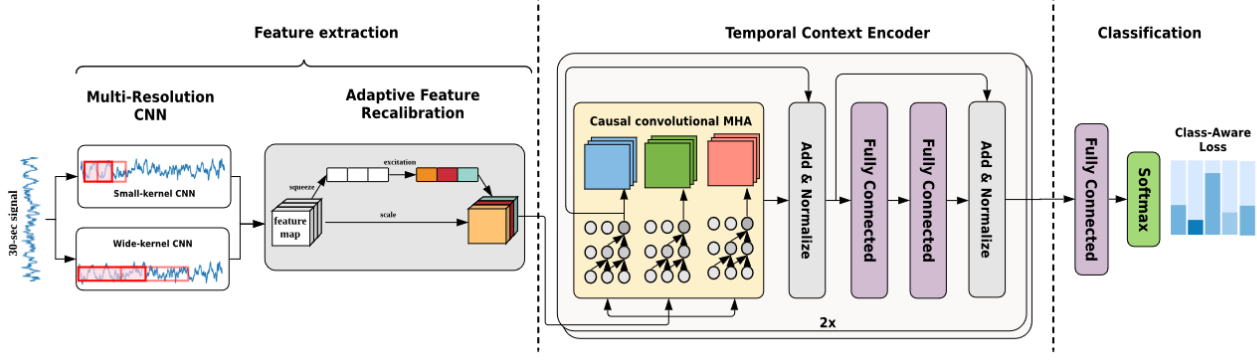 Feature extraction
Temporal Context Encoder
Classification
Multi-Resolution
CNN
Adaptive Feature
Recalibration
30-sec signal
Small-kernel CNN
Wide-kernel CNN
squeeze
excitation
feature
map
scale
Causal convolutional MHA
Add & Normalize
Fully Connected
Fully Connected
Add & Normalize
2x
Fully Connected
Softmax
Class-Aware
Loss